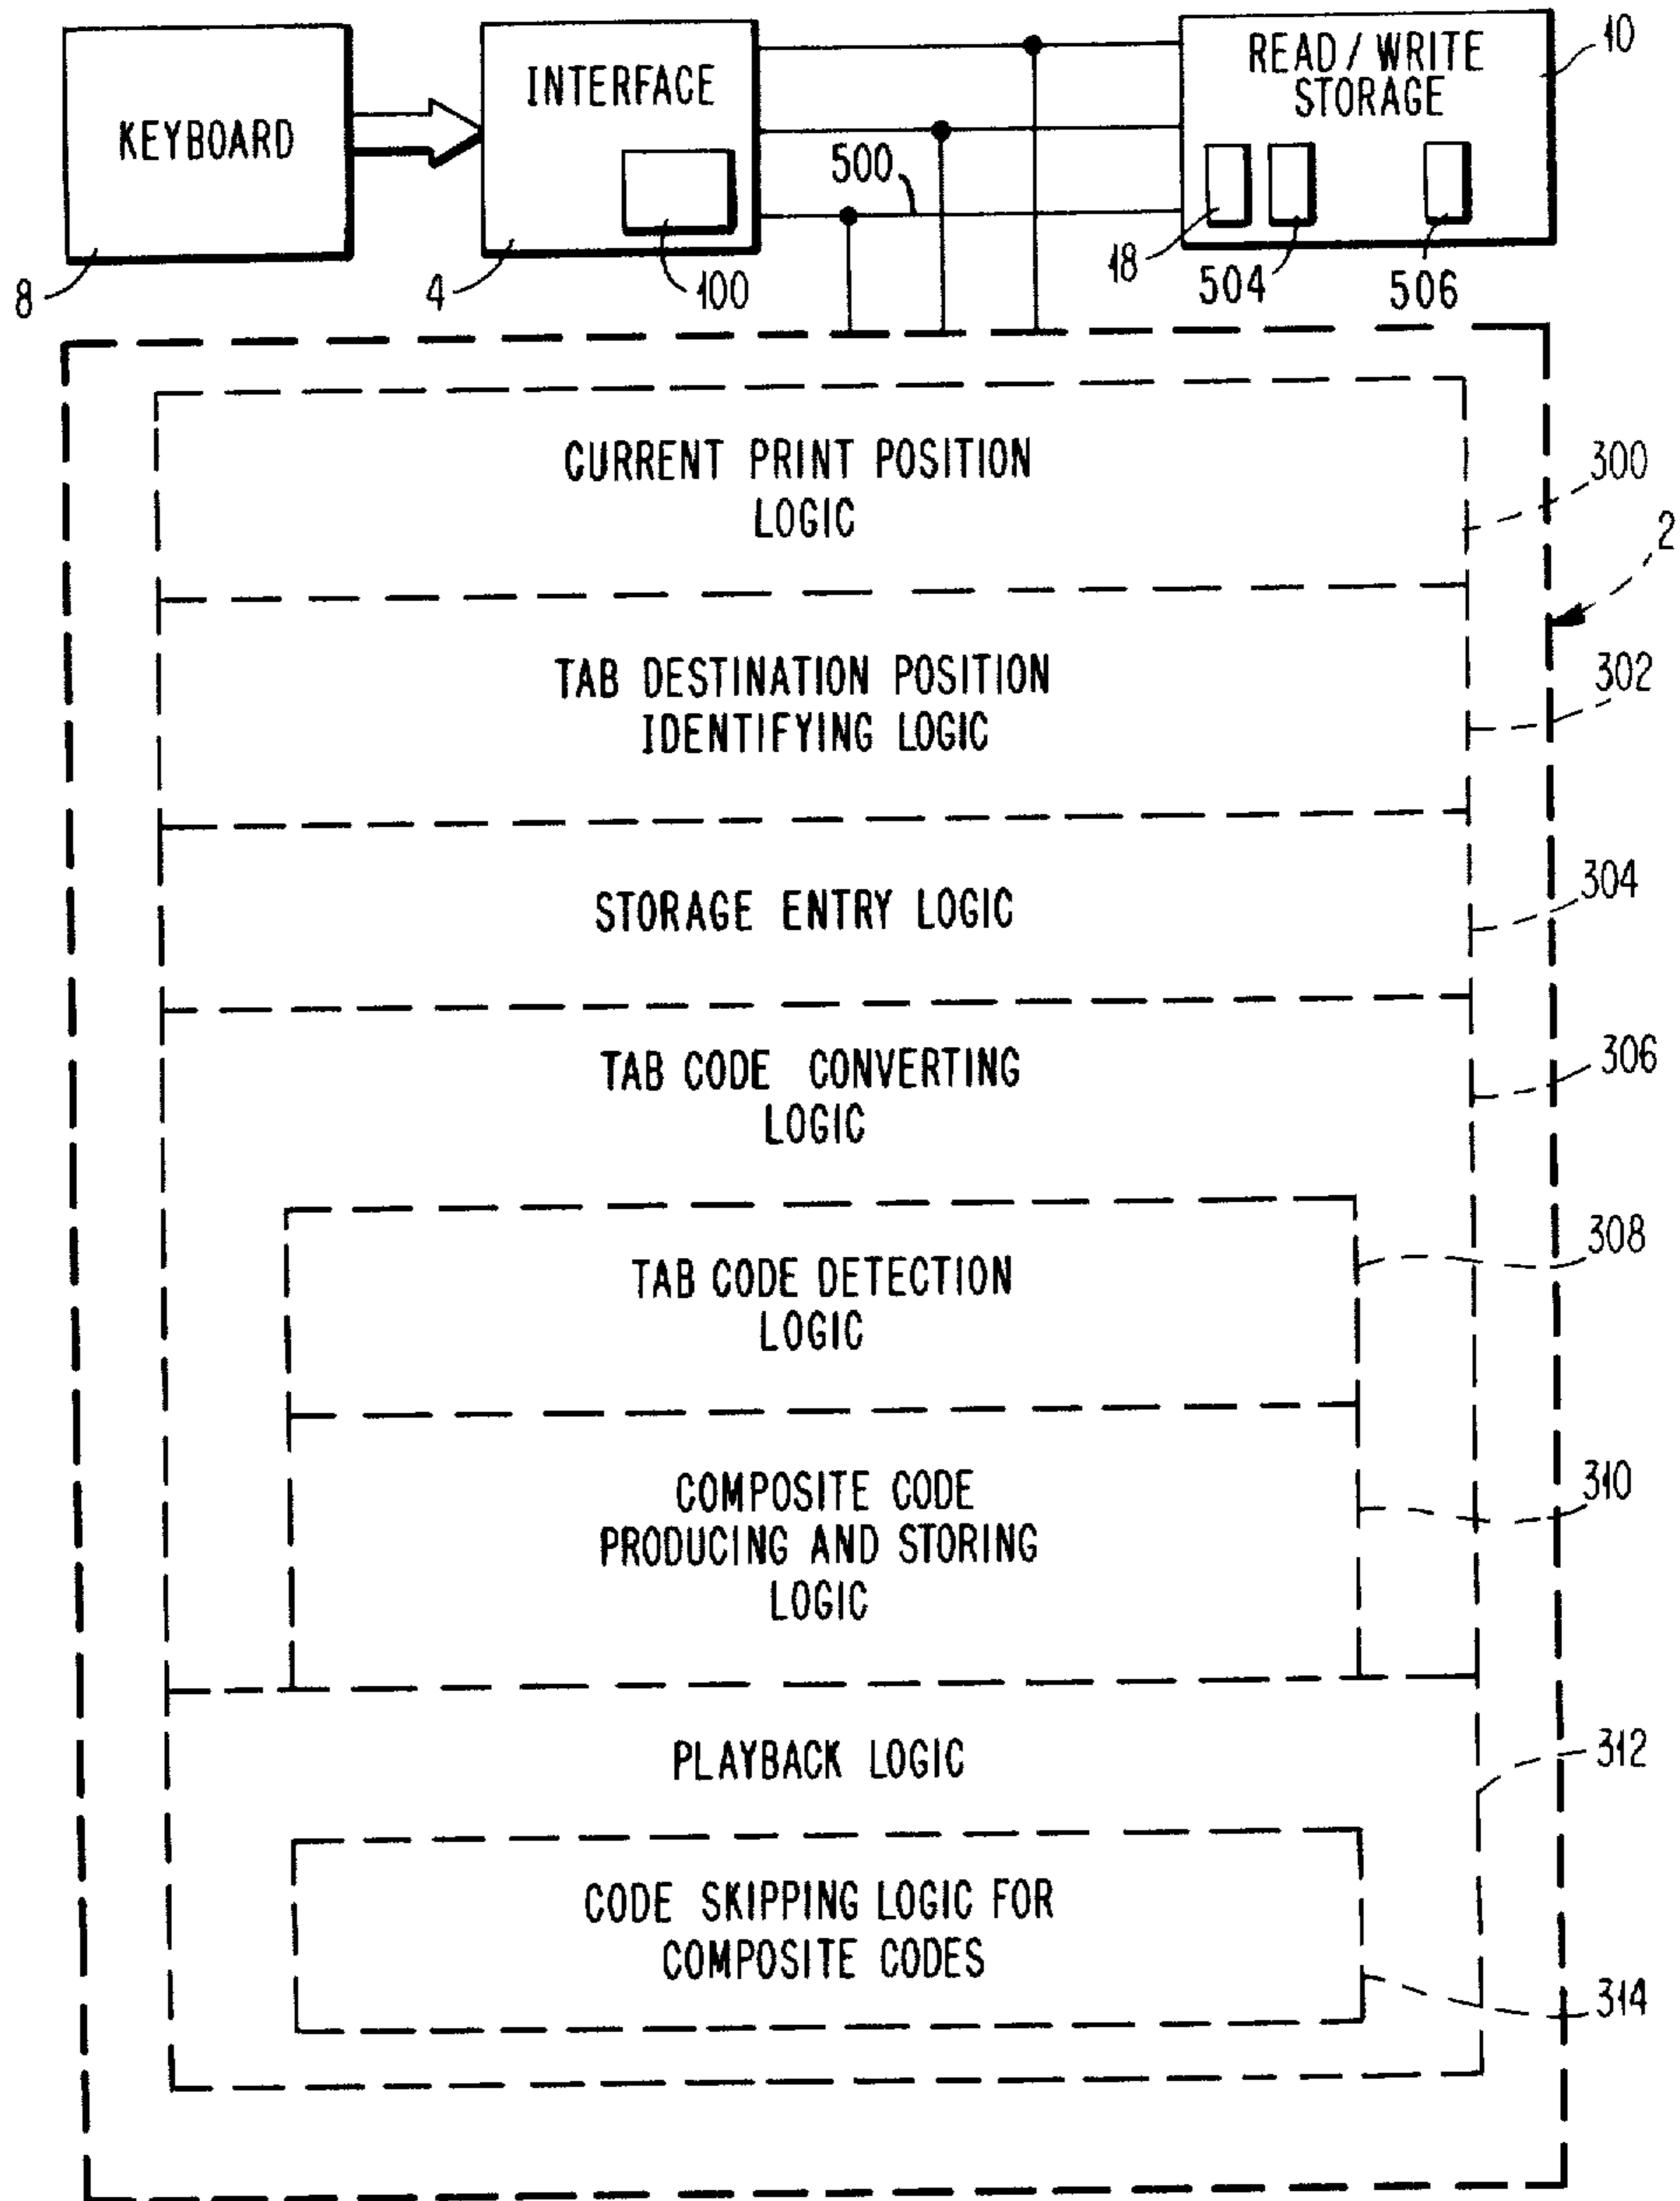 KEYBOARD
INTERFACE
READ / WRITE
STORAGE
10
500
8
4
100
18
504
506
CURRENT PRINT POSITION
LOGIC
300
2
TAB DESTINATION POSITION
IDENTIFYING LOGIC
302
STORAGE ENTRY LOGIC
304
TAB CODE CONVERTING
LOGIC
306
TAB CODE DETECTION
LOGIC
308
COMPOSITE CODE
PRODUCING AND STORING
LOGIC
310
PLAYBACK LOGIC
312
CODE SKIPPING LOGIC FOR
COMPOSITE CODES
314